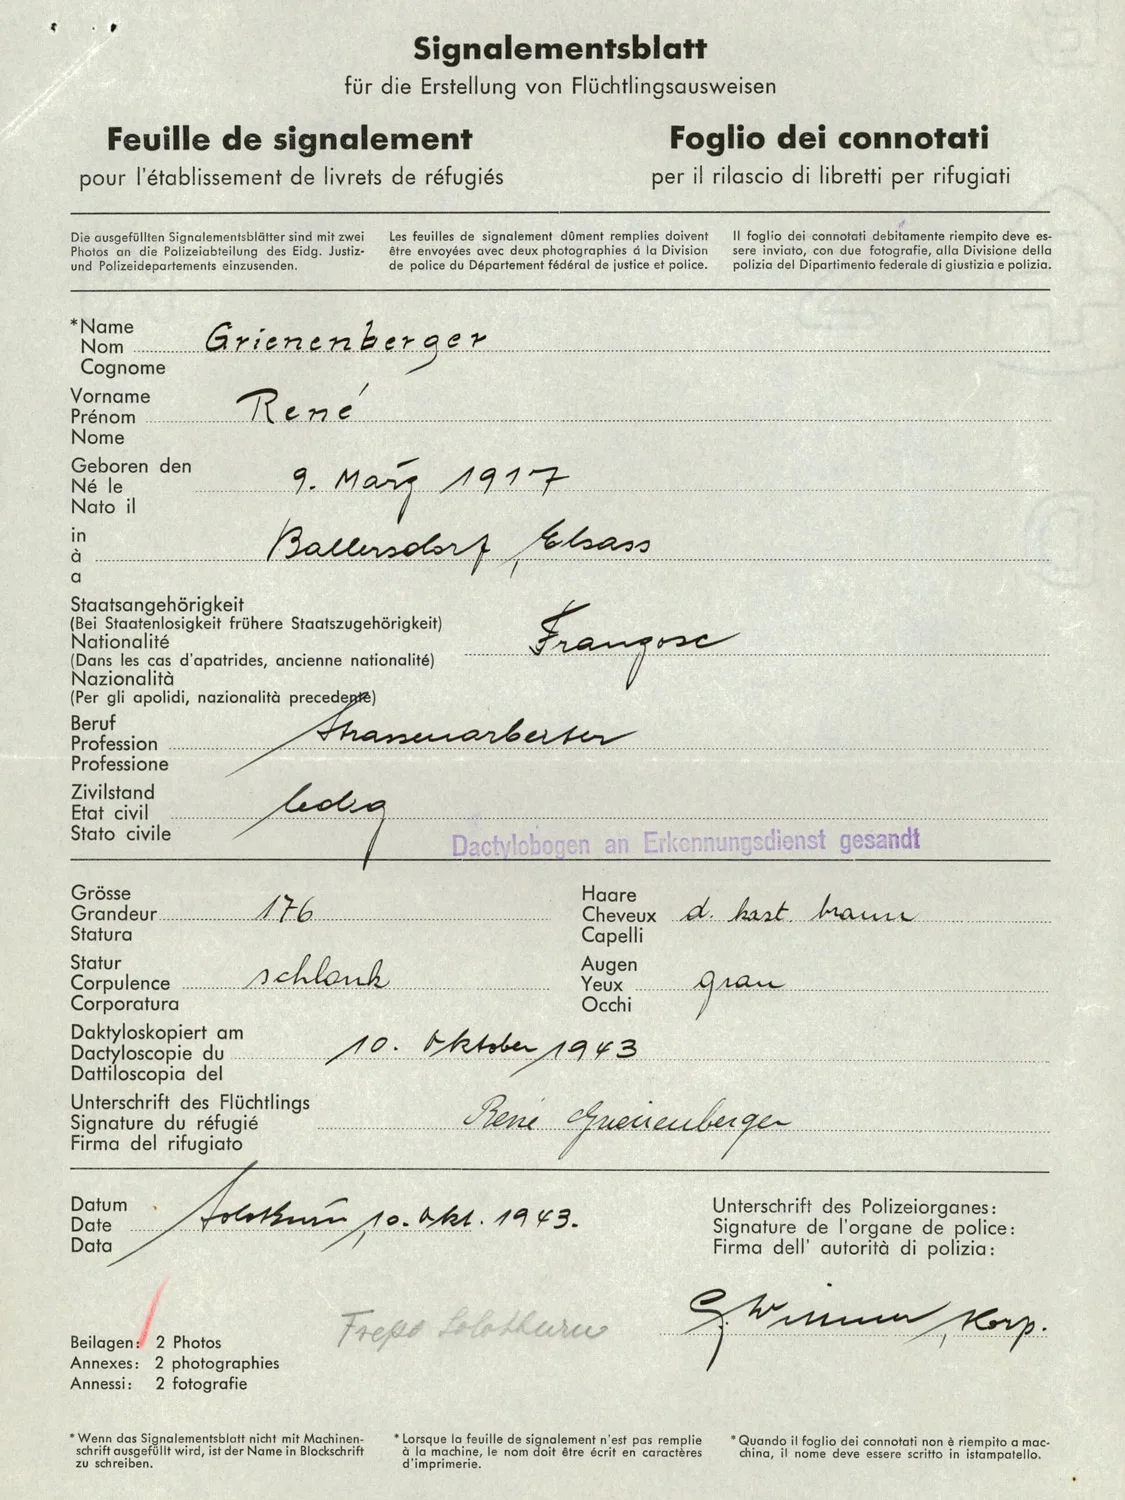 Signalementsblatt
für die Erstellung von Flüchtlingsausweisen
Feuille de signalement
pour l'établissement de livrets de réfugiés
Foglio dei connotati
per il rilascio di libretti per rifugiati
Die ausgefüllten Signalementsblätter sind mit zwei
Photos an die Polizeiabteilung des Eidg. Justiz-
und Polizeidepartements einzusenden.
Les feuilles de signalement dûment remplies doivent
être envoyées avec deux photographies á la Division
de police du Département fédéral de justice et police.
Il foglio dei connotati debitamente riempito deve es-
sere inviato, con due fotografie, alla Divisione della
polizia del Dipartimento federale di giustizia e polizia.
*Name
Nom Grienenberger
Cognome
Vorname
Prénom René
Nome
Geboren den
Né le 9. März 1917
Nato il
in
à Ballersdorf, Elsass
a
Staatsangehörigkeit
(Bei Staatenlosigkeit frühere Staatszugehörigkeit)
Nationalité Franzose
(Dans les cas d'apatrides, ancienne nationalité)
Nazionalità
(Per gli apolidi, nazionalità precedente)
Beruf
Profession Strassenarbeiter
Professione
Zivilstand
Etat civil ledig
Stato civile
Dactylobogen an Erkennungsdienst gesandt
Grösse
Grandeur 176
Statura
Haare
Cheveux d. kast. braun
Capelli
Statur
Corpulence schlank
Corporatura
Augen
Yeux grau
Occhi
Daktyloskopiert am
Dactyloscopie du 10. Oktober 1943
Dattiloscopia del
Unterschrift des Flüchtlings
Signature du réfugié René Grienenberger
Firma del rifugiato
Datum
Date Solothurn, 10. Okt. 1943.
Data
Unterschrift des Polizeiorganes:
Signature de l'organe de police:
Firma dell' autorità di polizia:
Frepo Solothurn
Korp.
Beilagen: 2 Photos
Annexes: 2 photographies
Annessi: 2 fotografie
* Wenn das Signalementsblatt nicht mit Machinen-
schrift ausgefüllt wird, ist der Name in Blockschrift
zu schreiben.
* Lorsque la feuille de signalement n'est pas remplie
à la machine, le nom doit être écrit en caractères
d'imprimerie.
* Quando il foglio dei connotati non è riempito a mac-
china, il nome deve essere scritto in istampatello.